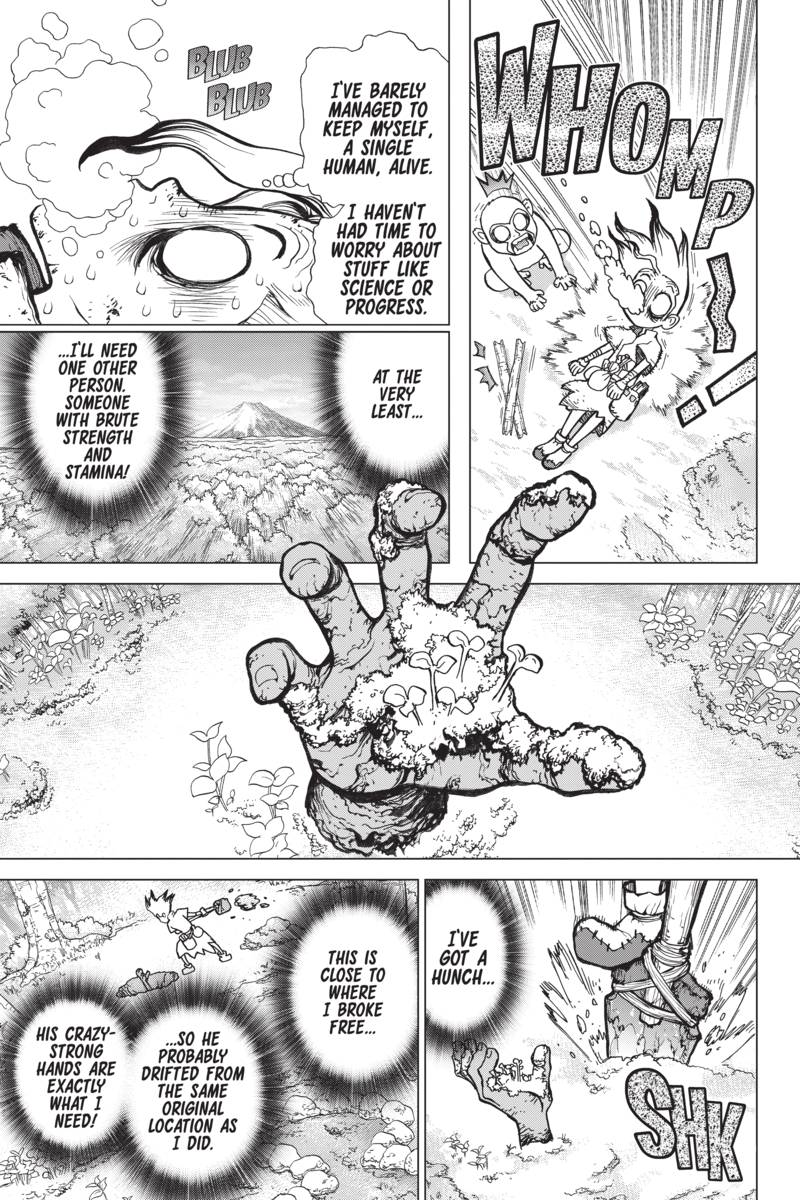 WHOMP
BLUB
BLUB
I'VE BARELY
MANAGED TO
KEEP MYSELF,
A SINGLE
HUMAN, ALIVE.
I HAVEN'T
HAD TIME TO
WORRY ABOUT
STUFF LIKE
SCIENCE OR
PROGRESS.
AT THE
VERY
LEAST...
...I'LL NEED
ONE OTHER
PERSON.
SOMEONE
WITH BRUTE
STRENGTH
AND
STAMINA!
I'VE
GOT A
HUNCH...
SHK
THIS IS
CLOSE TO
WHERE
I BROKE
FREE...
...SO HE
PROBABLY
DRIFTED FROM
THE SAME
ORIGINAL
LOCATION AS
I DID.
HIS CRAZY-
STRONG
HANDS ARE
EXACTLY
WHAT I
NEED!